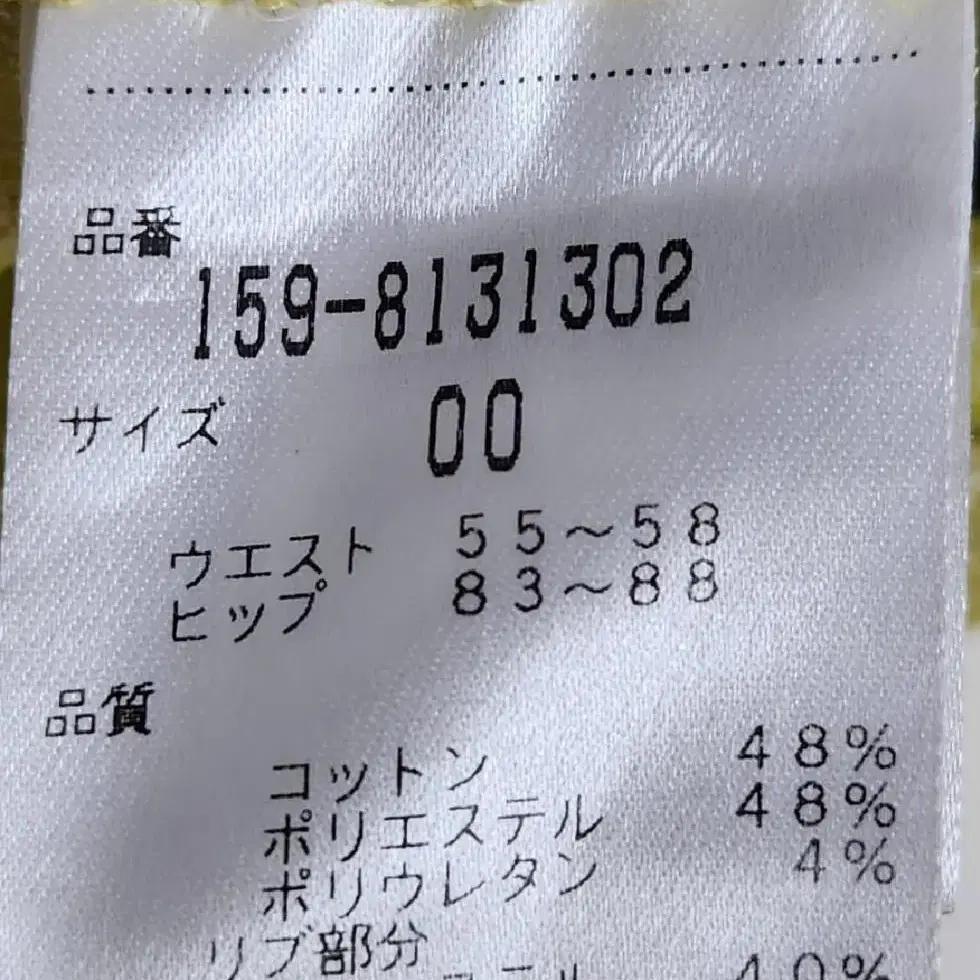 品番
159-8131302
サイズ 00
ウエスト 55～58
ヒップ 83～88
品質
コットン 48%
ポリエステル 48%
ポリウレタン 4%
リブ部分